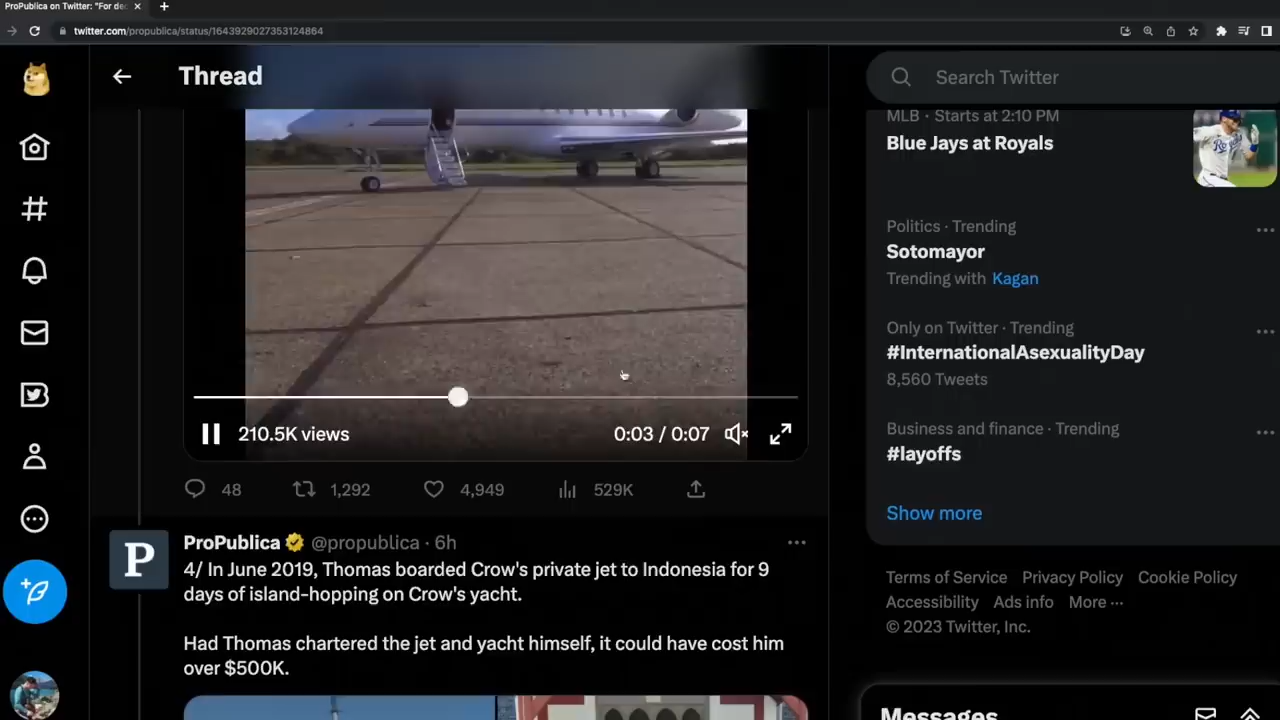 ProPublica on Twitter: "For dec
twitter.com/propublica/status/1643929027353124864
Thread
210.5K views
0:03 / 0:07
48
1,292
4,949
529K
P
ProPublica @propublica · 6h
4/ In June 2019, Thomas boarded Crow's private jet to Indonesia for 9
days of island-hopping on Crow's yacht.
Had Thomas chartered the jet and yacht himself, it could have cost him
over $500K.
Search Twitter
MLB · Starts at 2:10 PM
Blue Jays at Royals
Politics · Trending
Sotomayor
Trending with Kagan
Only on Twitter · Trending
#InternationalAsexualityDay
8,560 Tweets
Business and finance · Trending
#layoffs
Show more
Terms of Service Privacy Policy Cookie Policy
Accessibility Ads info More ···
© 2023 Twitter, Inc.
Messages